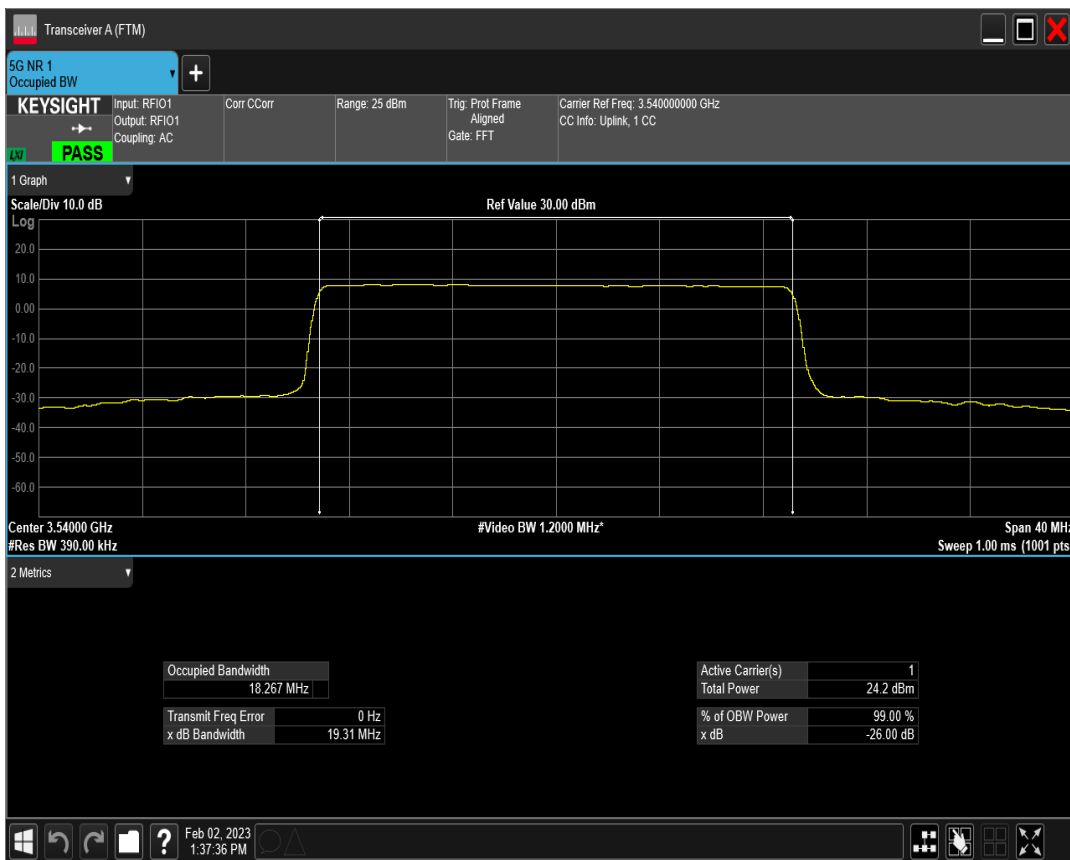 Transceiver A (FTM)
5G NR 1
Occupied BW
+
KEYSIGHT
LXI
PASS
Input: RFIO1
Output: RFIO1
Coupling: AC
Corr CCorr
Range: 25 dBm
Trig: Prot Frame
Aligned
Gate: FFT
Carrier Ref Freq: 3.540000000 GHz
CC Info: Uplink, 1 CC
1 Graph
Scale/Div 10.0 dB
Ref Value 30.00 dBm
Log
20.0
10.0
0.00
-10.0
-20.0
-30.0
-40.0
-50.0
-60.0
Center 3.54000 GHz
#Video BW 1.2000 MHz*
Span 40 MHz
#Res BW 390.00 kHz
Sweep 1.00 ms (1001 pts
2 Metrics
Occupied Bandwidth
18.267 MHz
Transmit Freq Error 0 Hz
x dB Bandwidth 19.31 MHz
Active Carrier(s) 1
Total Power 24.2 dBm
% of OBW Power 99.00 %
x dB -26.00 dB
?
Feb 02, 2023
1:37:36 PM